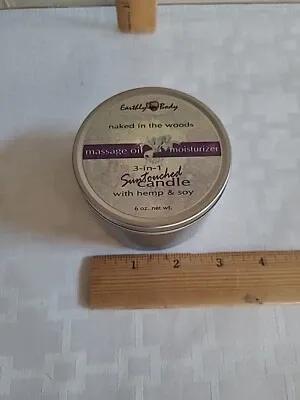 Earthly Body
naked in the woods
massage oil & moisturizer
3-in-1
Suntouched
candle
with hemp & soy
6 oz. net wt.
1 2 3 4